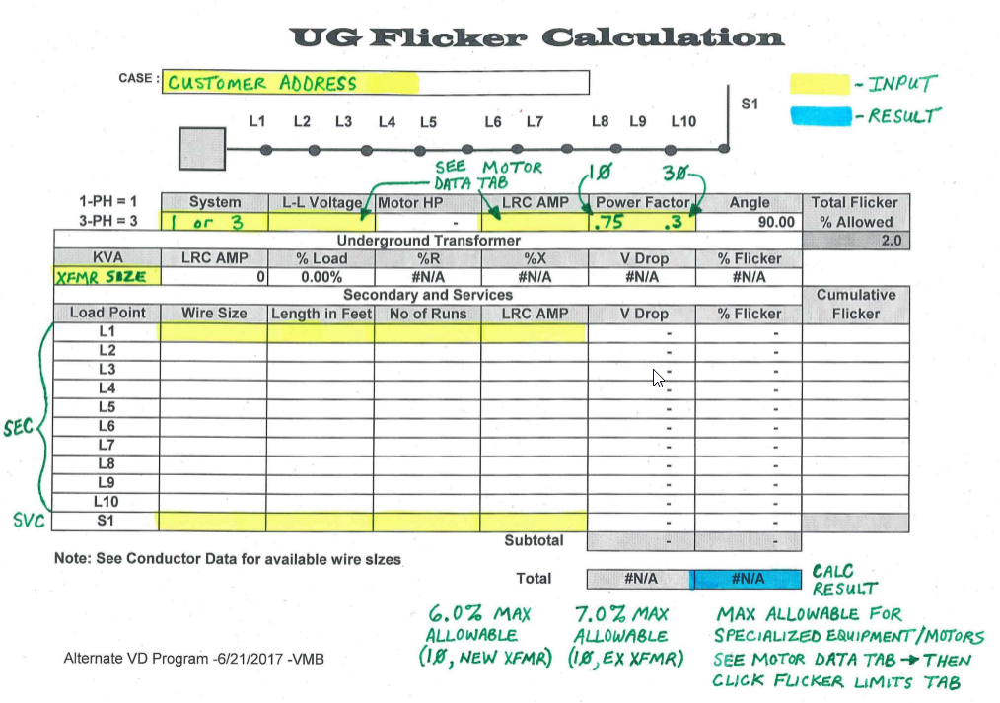 UG Flicker Calculation
CASE : CUSTOMER ADDRESS
- INPUT
- RESULT
S1
L1 L2 L3 L4 L5 L6 L7 L8 L9 L10
SEE MOTOR
DATA TAB
1Ø 3Ø
1-PH = 1 System L-L Voltage Motor HP LRC AMP Power Factor Angle Total Flicker
3-PH = 3 1 or 3 - .75 .3 90.00 % Allowed
Underground Transformer 2.0
KVA LRC AMP % Load %R %X V Drop % Flicker
XFMR SIZE 0 0.00% #N/A #N/A #N/A #N/A
Secondary and Services Cumulative
Load Point Wire Size Length in Feet No of Runs LRC AMP V Drop % Flicker Flicker
L1 - -
L2 - -
L3 - -
L4 - -
L5 - -
SEC L6 - -
L7 - -
L8 - -
L9 - -
L10 - -
SVC S1 - -
Subtotal - -
Note: See Conductor Data for available wire sizes
Total #N/A #N/A CALC
RESULT
6.0% MAX
ALLOWABLE
(1Ø, NEW XFMR)
7.0% MAX
ALLOWABLE
(1Ø, EX XFMR)
MAX ALLOWABLE FOR
SPECIALIZED EQUIPMENT/MOTORS
SEE MOTOR DATA TAB → THEN
CLICK FLICKER LIMITS TAB
Alternate VD Program -6/21/2017 -VMB